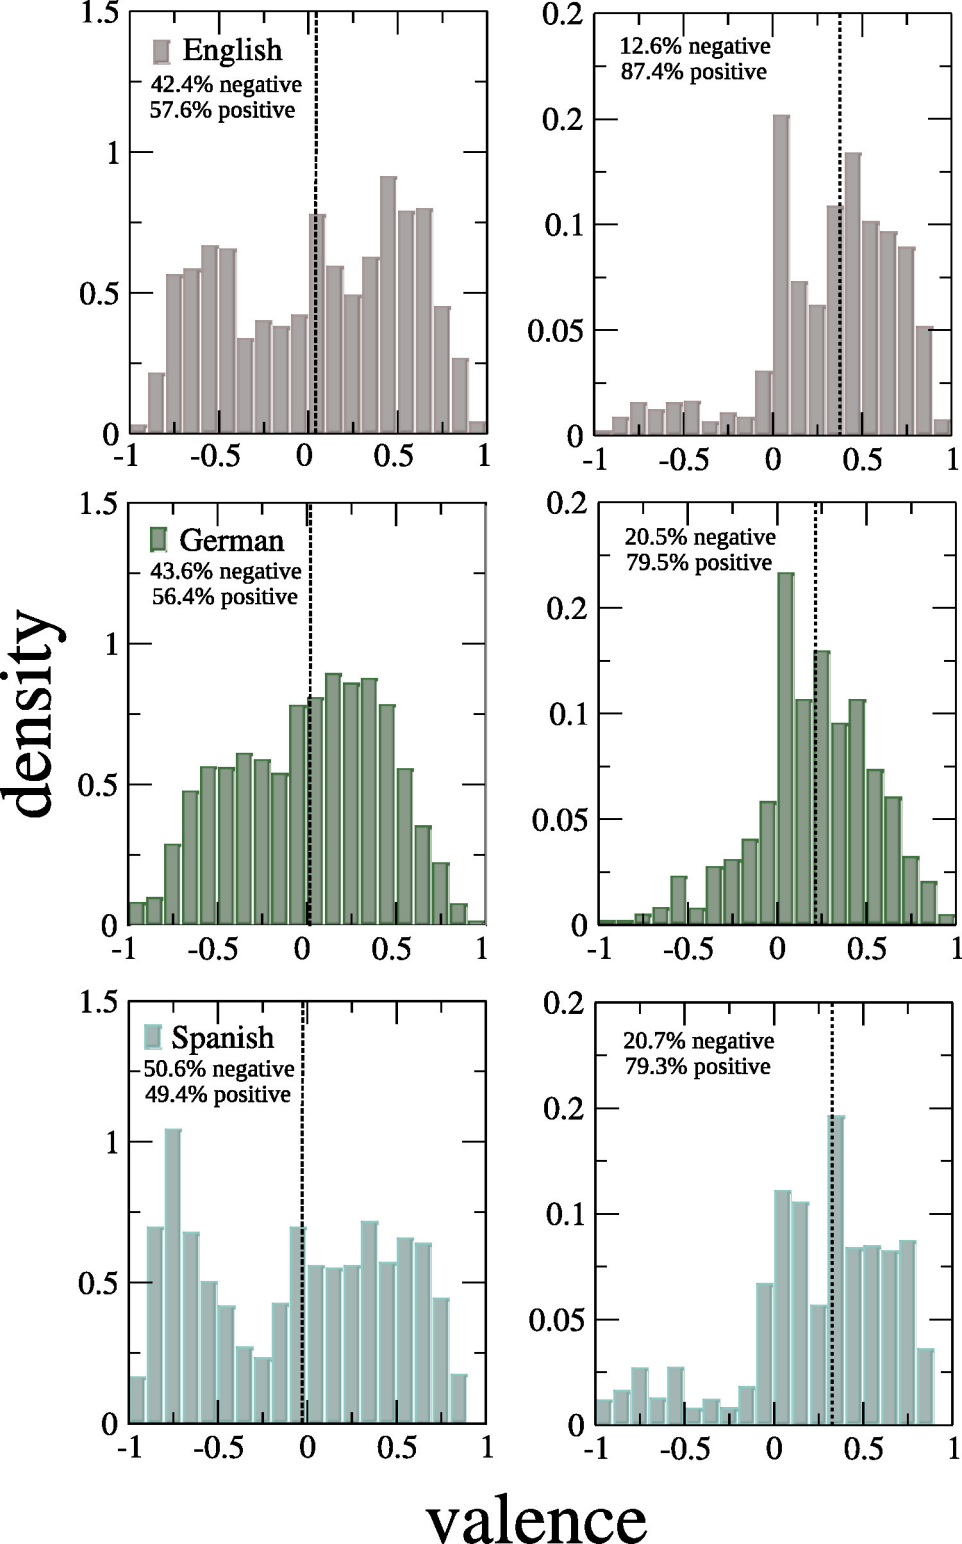 1.5
English
42.4% negative
57.6% positive
1
0.5
0
-1 -0.5 0 0.5 1
0.2
12.6% negative
87.4% positive
0.2
0.1
0.05
0
-1 -0.5 0 0.5 1
1.5
German
43.6% negative
56.4% positive
1
0.5
0
-1 -0.5 0 0.5 1
0.2
20.5% negative
79.5% positive
0.2
0.1
0.05
0
-1 -0.5 0 0.5 1
density
1.5
Spanish
50.6% negative
49.4% positive
1
0.5
0
-1 -0.5 0 0.5 1
0.2
20.7% negative
79.3% positive
0.2
0.1
0.05
0
-1 -0.5 0 0.5 1
valence